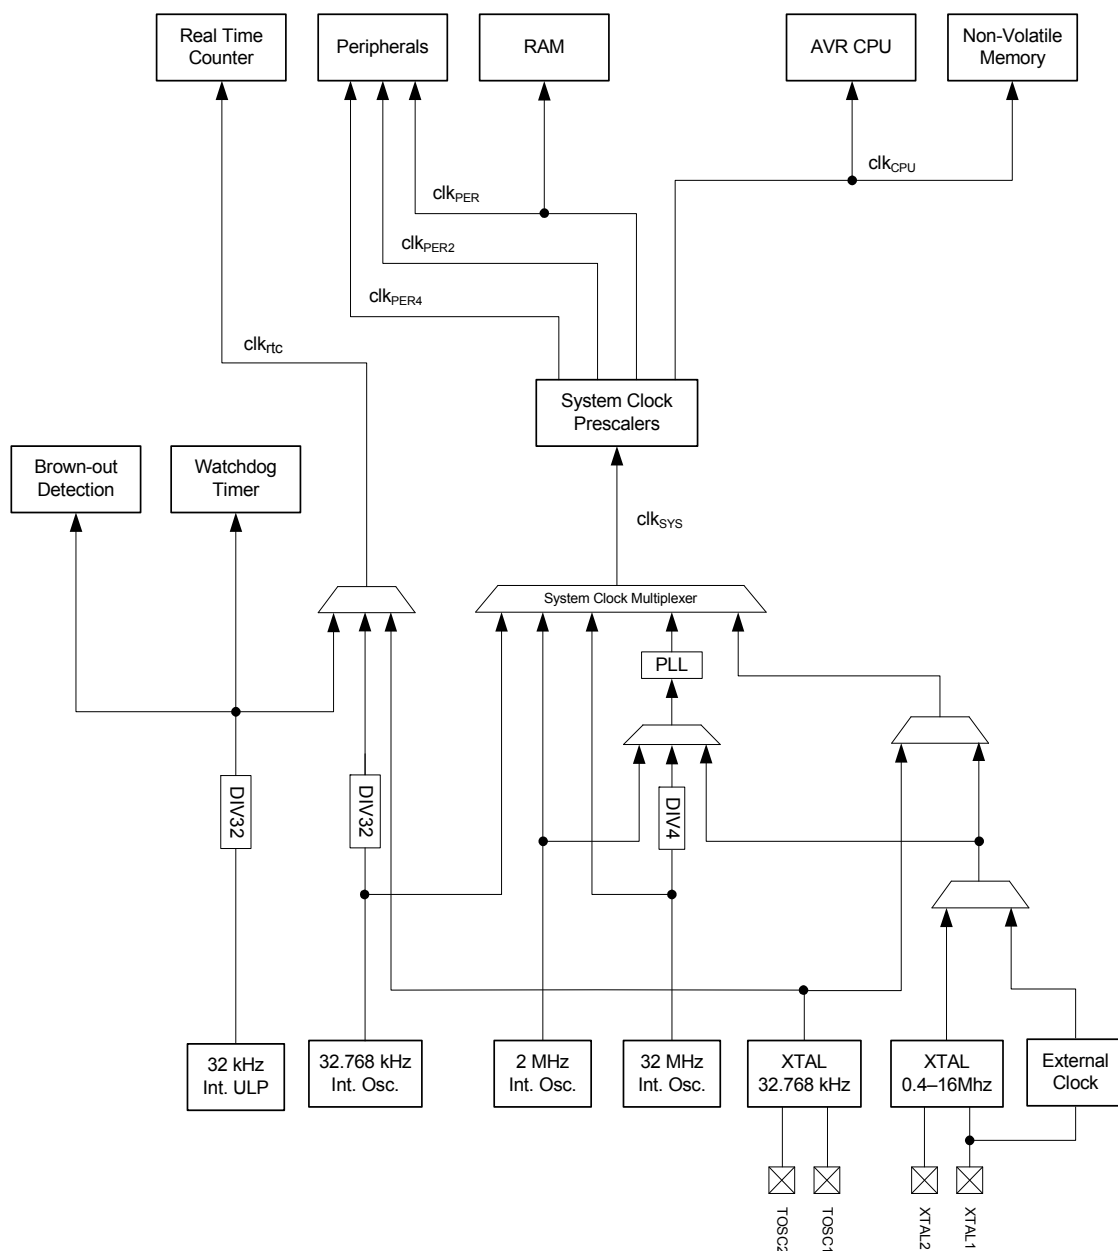 Real Time
Counter
Peripherals
RAM
AVR CPU
Non-Volatile
Memory
clkCPU
clkPER
clkPER2
clkPER4
clkrtc
System Clock
Prescalers
Brown-out
Detection
Watchdog
Timer
clkSYS
System Clock Multiplexer
PLL
DIV32
DIV32
DIV4
32 kHz
Int. ULP
32.768 kHz
Int. Osc.
2 MHz
Int. Osc.
32 MHz
Int. Osc.
XTAL
32.768 kHz
XTAL
0.4–16Mhz
External
Clock
TOSC2
TOSC1
XTAL2
XTAL1